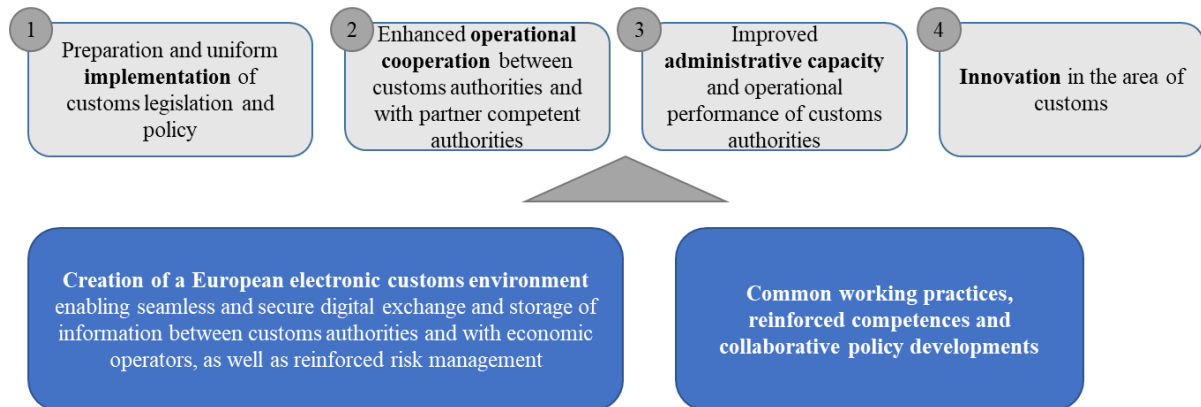 1
Preparation and uniform
implementation of
customs legislation and
policy
2
Enhanced operational
cooperation between
customs authorities and
with partner competent
authorities
3
Improved
administrative capacity
and operational
performance of customs
authorities
4
Innovation in the area of
customs
Creation of a European electronic customs environment
enabling seamless and secure digital exchange and storage of
information between customs authorities and with economic
operators, as well as reinforced risk management
Common working practices,
reinforced competences and
collaborative policy developments